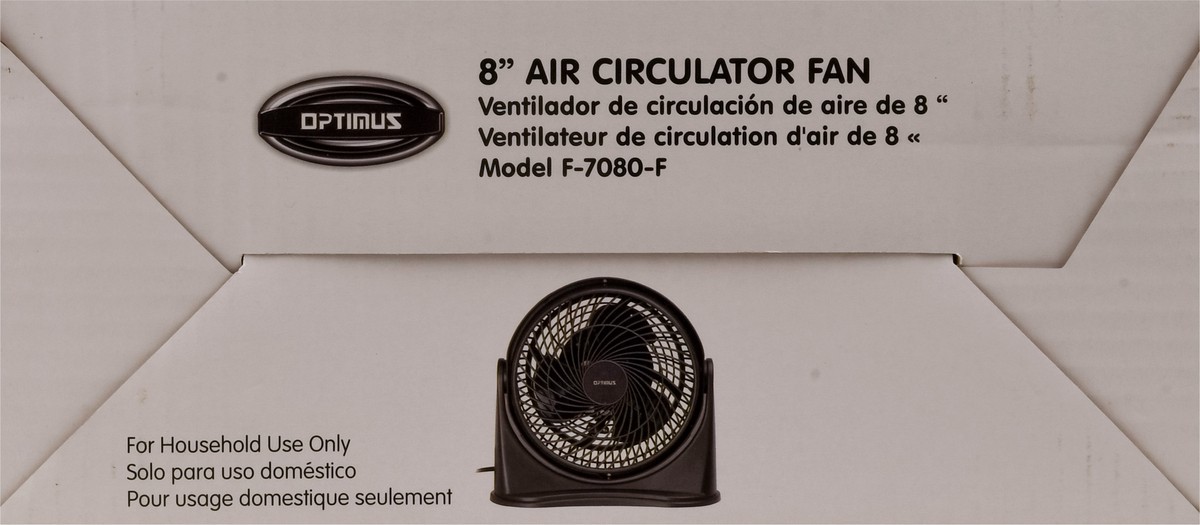 OPTIMUS
8” AIR CIRCULATOR FAN
Ventilador de circulación de aire de 8 “
Ventilateur de circulation d'air de 8 «
Model F-7080-F
OPTIMUS
For Household Use Only
Solo para uso doméstico
Pour usage domestique seulement